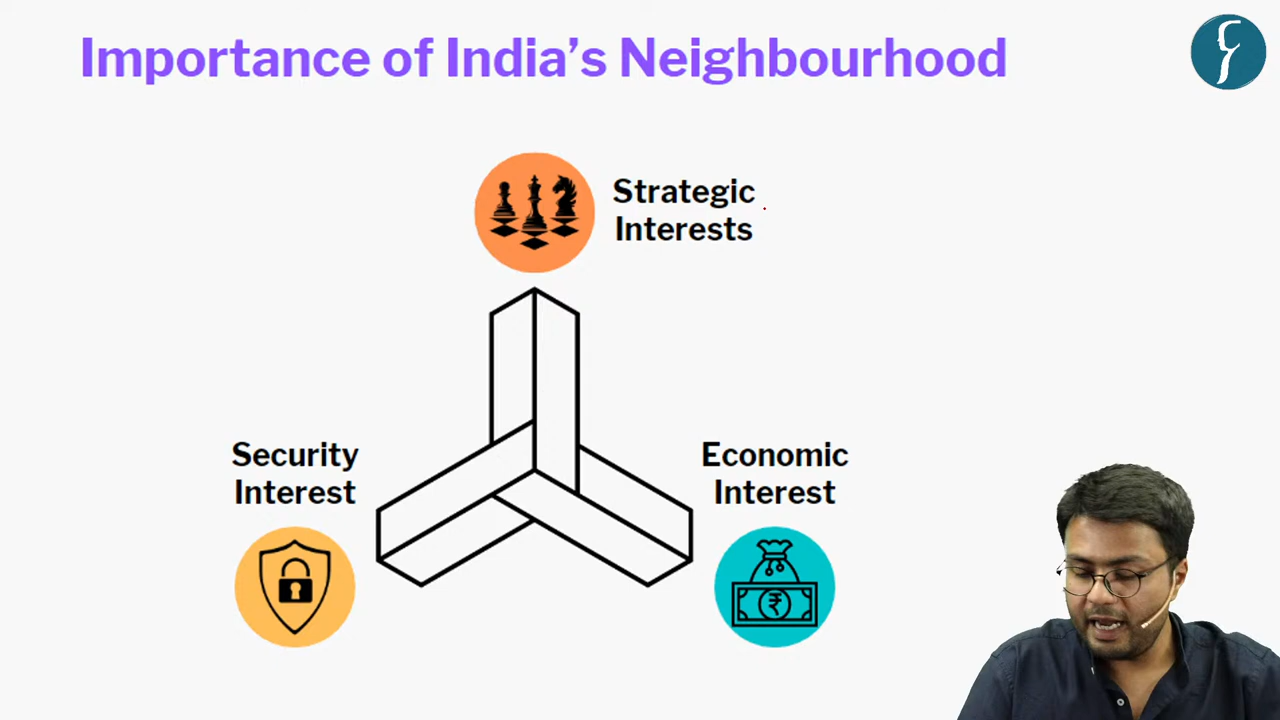 Importance of India's Neighbourhood
Strategic
Interests
Security
Interest
Economic
Interest
₹